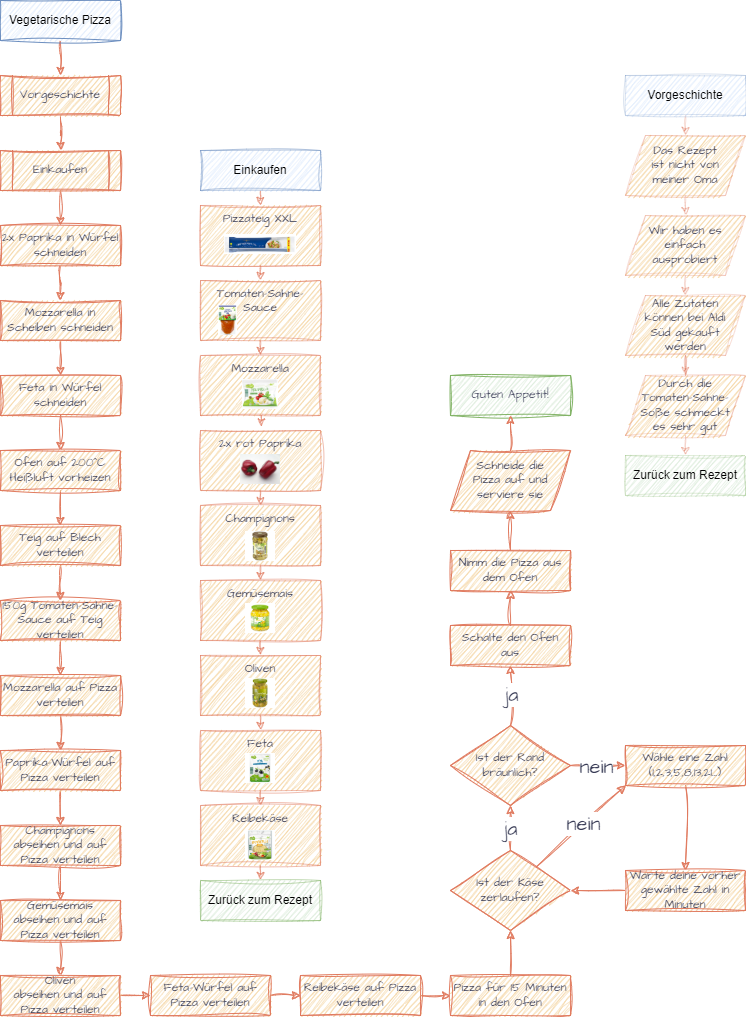 Vegetarische Pizza
Vorgeschichte
Einkaufen
2x Paprika in Würfel
schneiden
Mozzarella in
Scheiben schneiden
Feta in Würfel
schneiden
Ofen auf 200°C
Heißluft vorheizen
Teig auf Blech
verteilen
150g Tomaten-Sahne-
Sauce auf Teig
verteilen
Mozzarella auf Pizza
verteilen
Paprika-Würfel auf
Pizza verteilen
Champignons
abseihen und auf
Pizza verteilen
Gemüsemais
abseihen und auf
Pizza verteilen
Oliven
abseihen und auf
Pizza verteilen
Feta-Würfel auf
Pizza verteilen
Reibekäse auf Pizza
verteilen
Pizza für 15 Minuten
in den Ofen
Ist der Käse
zerlaufen?
ja
nein
Ist der Rand
bräunlich?
ja
nein
Wähle eine Zahl
(1,2,3,5,8,13,21,...)
Warte deine vorher
gewählte Zahl in
Minuten
Schalte den Ofen
aus
Nimm die Pizza aus
dem Ofen
Schneide die
Pizza auf und
serviere sie
Guten Appetit!
Einkaufen
Pizzateig XXL
Tomaten-Sahne-
Sauce
Mozzarella
2x rot Paprika
Champignons
Gemüsemais
Oliven
Feta
Reibekäse
Zurück zum Rezept
Vorgeschichte
Das Rezept
ist nicht von
meiner Oma
Wir haben es
einfach
ausprobiert
Alle Zutaten
können bei Aldi
Süd gekauft
werden
Durch die
Tomaten-Sahne-
Soße schmeckt
es sehr gut
Zurück zum Rezept